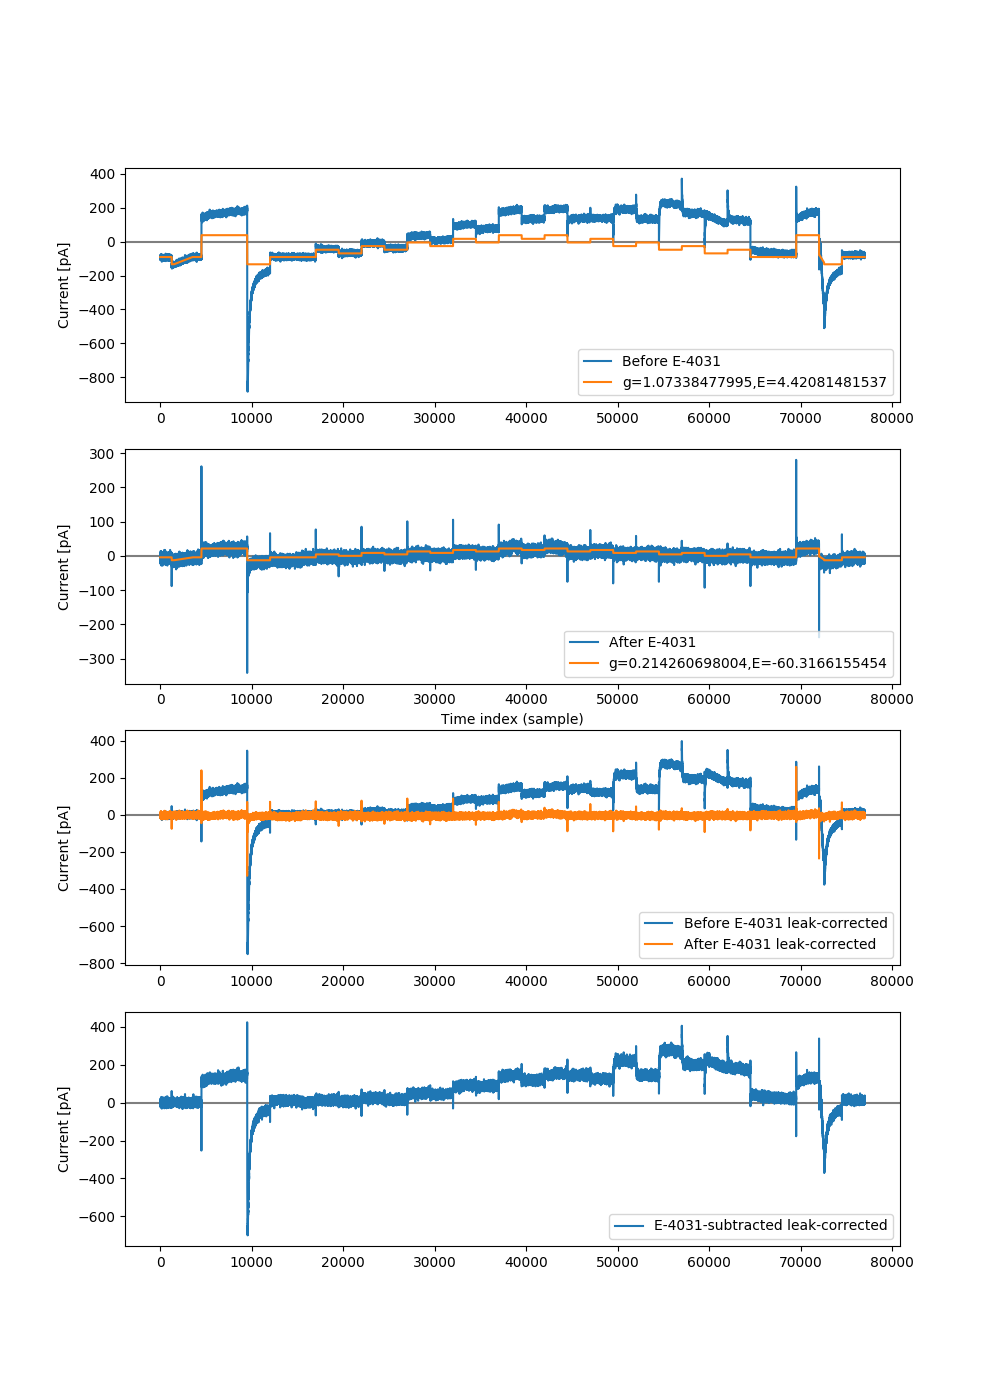 400
200
0
−200
−400
−600
−800
Current [pA]
Before E-4031
g=1.07338477995,E=4.42081481537
0 10000 20000 30000 40000 50000 60000 70000 80000
300
200
100
0
−100
−200
−300
Current [pA]
After E-4031
g=0.214260698004,E=-60.3166155454
0 10000 20000 30000 40000 50000 60000 70000 80000
Time index (sample)
400
200
0
−200
−400
−600
−800
Current [pA]
Before E-4031 leak-corrected
After E-4031 leak-corrected
0 10000 20000 30000 40000 50000 60000 70000 80000
400
200
0
−200
−400
−600
Current [pA]
E-4031-subtracted leak-corrected
0 10000 20000 30000 40000 50000 60000 70000 80000